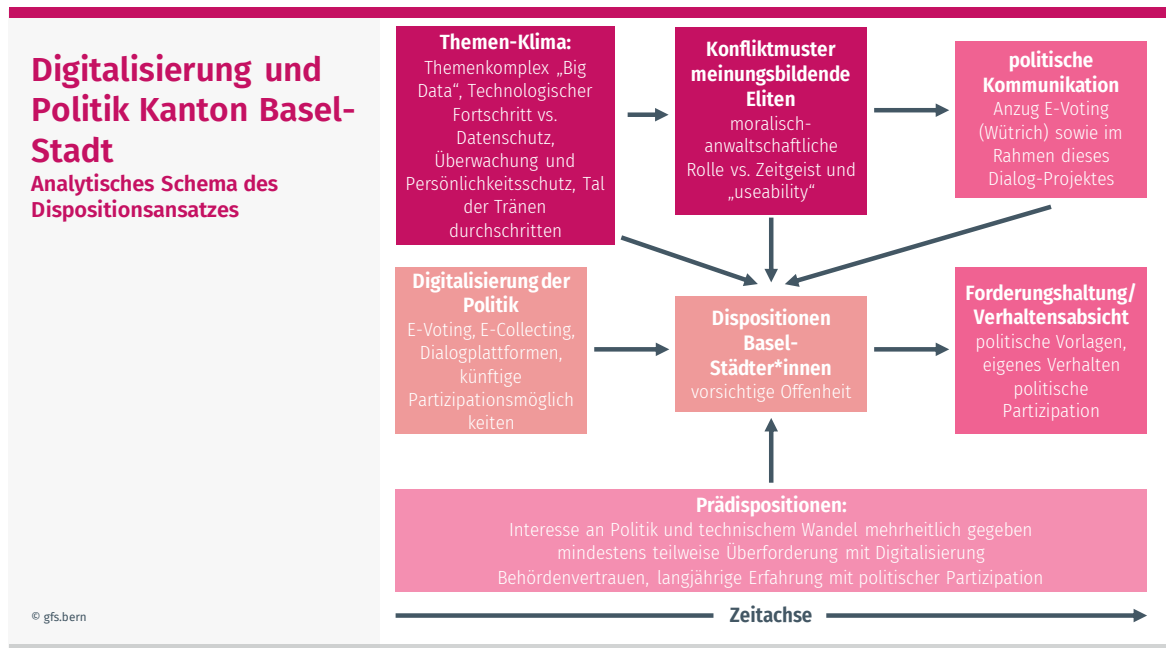 Digitalisierung und
Politik Kanton Basel-
Stadt
Analytisches Schema des
Dispositionsansatzes
Themen-Klima:
Themenkomplex „Big
Data“, Technologischer
Fortschritt vs.
Datenschutz,
Überwachung und
Persönlichkeitsschutz, Tal
der Tränen
durchschritten
Konfliktmuster
meinungsbildende
Eliten
moralisch-
anwaltschaftliche
Rolle vs. Zeitgeist und
„useability“
politische
Kommunikation
Anzug E-Voting
(Wütrich) sowie im
Rahmen dieses
Dialog-Projektes
Digitalisierung der
Politik
E-Voting, E-Collecting,
Dialogplattformen,
künftige
Partizipationsmöglich
keiten
Dispositionen
Basel-
Städter*innen
vorsichtige Offenheit
Forderungshaltung/
Verhaltensabsicht
politische Vorlagen,
eigenes Verhalten
politische
Partizipation
Prädispositionen:
Interesse an Politik und technischem Wandel mehrheitlich gegeben
mindestens teilweise Überforderung mit Digitalisierung
Behördenvertrauen, langjährige Erfahrung mit politischer Partizipation
Zeitachse
© gfs.bern